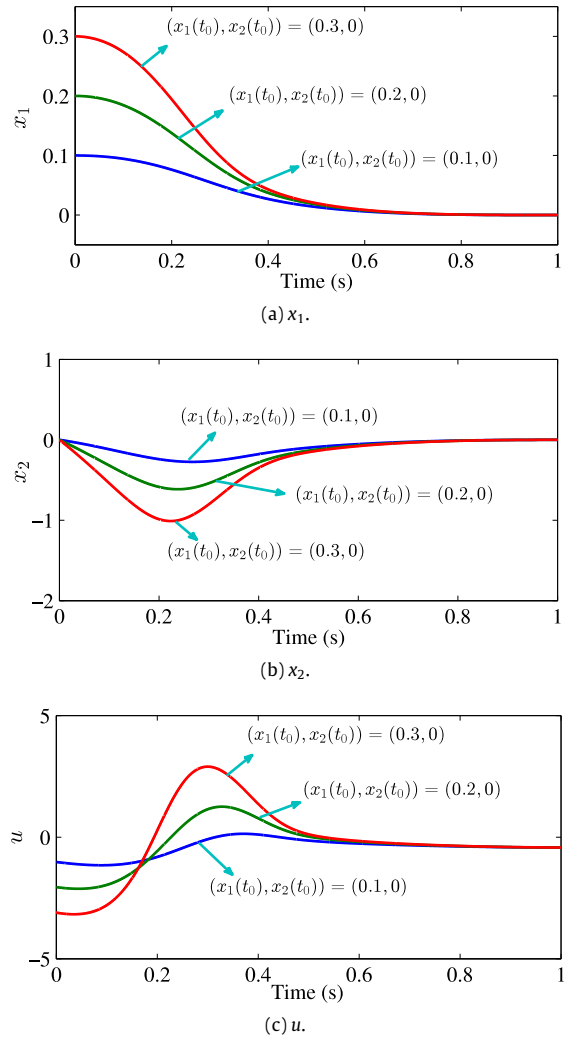 0.3
0.2
0.1
0
x₁
(x₁(t₀), x₂(t₀)) = (0.3, 0)
(x₁(t₀), x₂(t₀)) = (0.2, 0)
(x₁(t₀), x₂(t₀)) = (0.1, 0)
0 0.2 0.4 0.6 0.8 1
Time (s)
(a) x₁.
1
0
−1
−2
x₂
(x₁(t₀), x₂(t₀)) = (0.1, 0)
(x₁(t₀), x₂(t₀)) = (0.2, 0)
(x₁(t₀), x₂(t₀)) = (0.3, 0)
0 0.2 0.4 0.6 0.8 1
Time (s)
(b) x₂.
5
0
−5
u
(x₁(t₀), x₂(t₀)) = (0.3, 0)
(x₁(t₀), x₂(t₀)) = (0.2, 0)
(x₁(t₀), x₂(t₀)) = (0.1, 0)
0 0.2 0.4 0.6 0.8 1
Time (s)
(c) u.